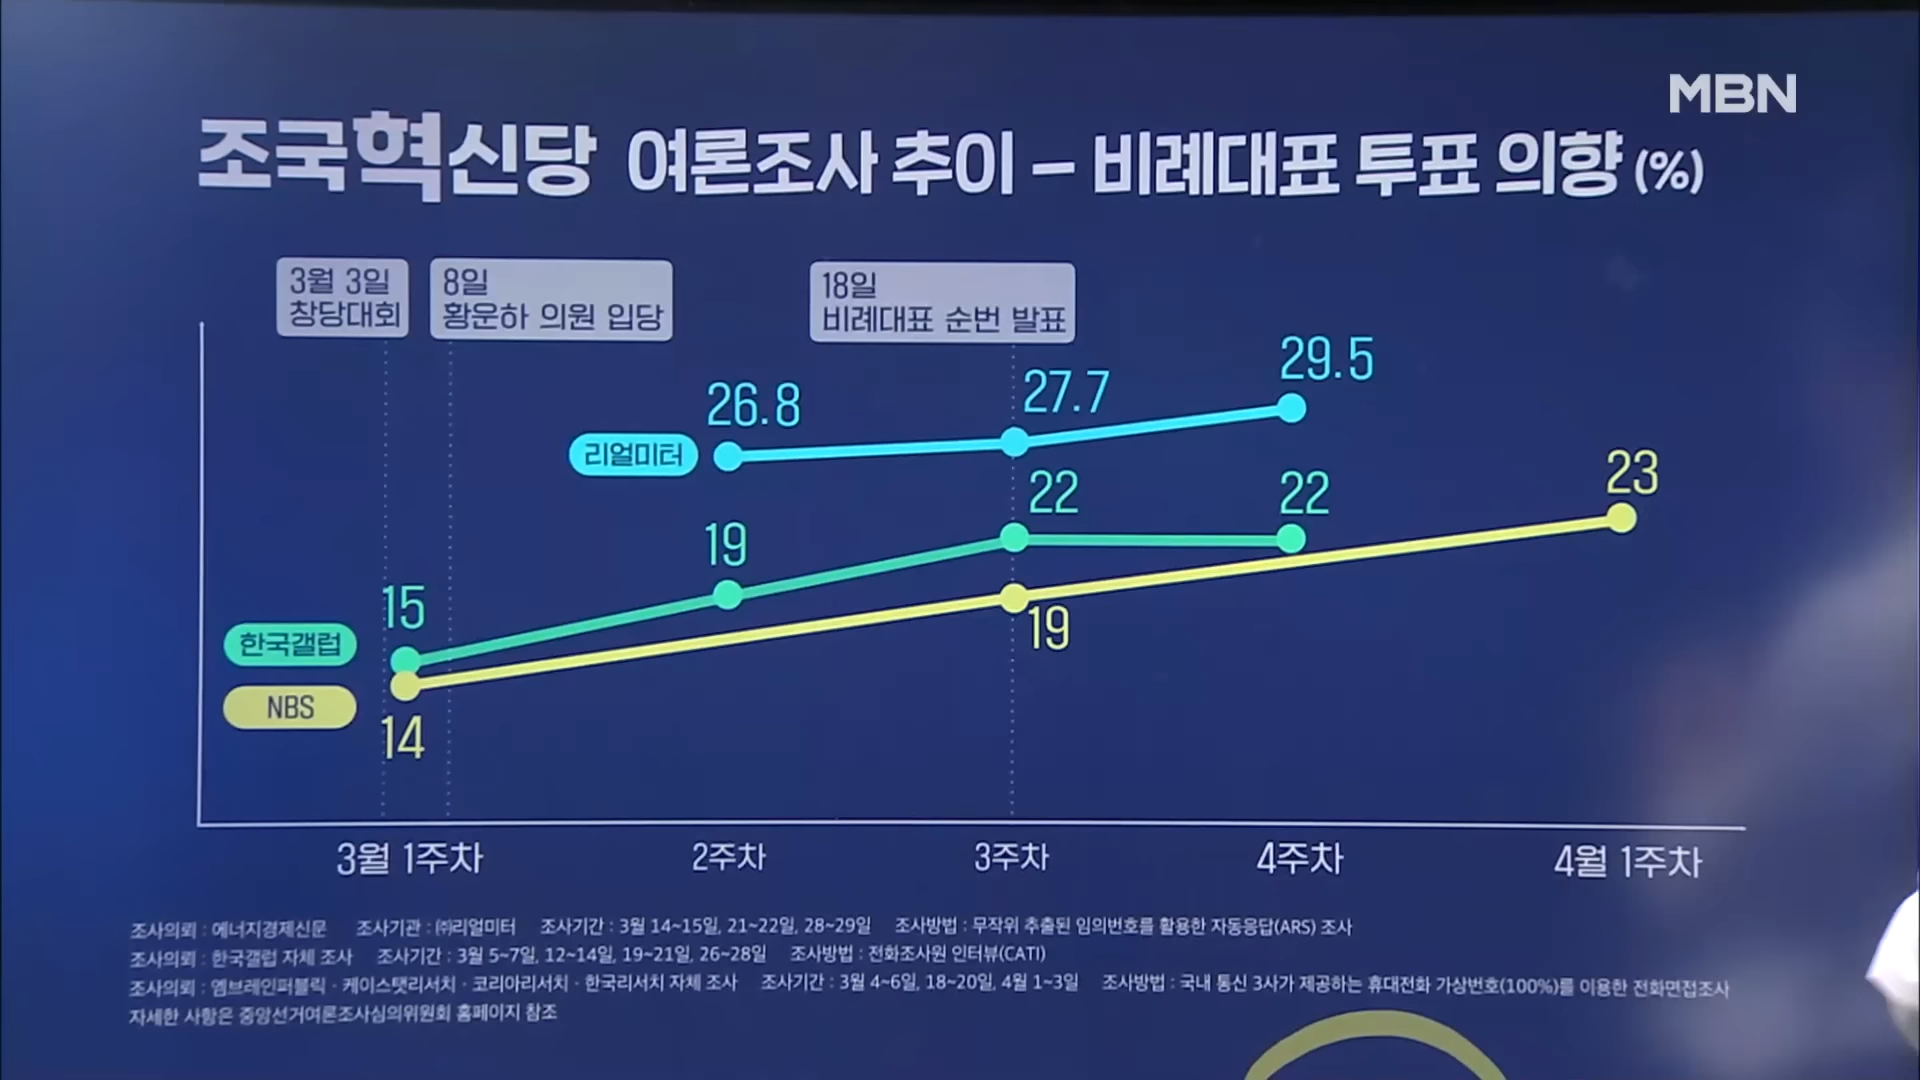 MBN
조국혁신당 여론조사 추이 – 비례대표 투표 의향 (%)
3월 3일
창당대회
8일
황운하 의원 입당
18일
비례대표 순번 발표
리얼미터
26.8
27.7
29.5
한국갤럽
15
19
22
22
NBS
14
19
23
3월 1주차
2주차
3주차
4주차
4월 1주차
조사의뢰 : 에너지경제신문 조사기관 : ㈜리얼미터 조사기간 : 3월 14~15일, 21~22일, 28~29일 조사방법 : 무작위 추출된 임의번호를 활용한 자동응답(ARS) 조사
조사의뢰 : 한국갤럽 자체 조사 조사기간 : 3월 5~7일, 12~14일, 19~21일, 26~28일 조사방법 : 전화조사원 인터뷰(CATI)
조사의뢰 : 엠브레인퍼블릭 · 케이스탯리서치 · 코리아리서치 · 한국리서치 자체 조사 조사기간 : 3월 4~6일, 18~20일, 4월 1~3일 조사방법 : 국내 통신 3사가 제공하는 휴대전화 가상번호(100%)를 이용한 전화면접조사
자세한 사항은 중앙선거여론조사심의위원회 홈페이지 참조